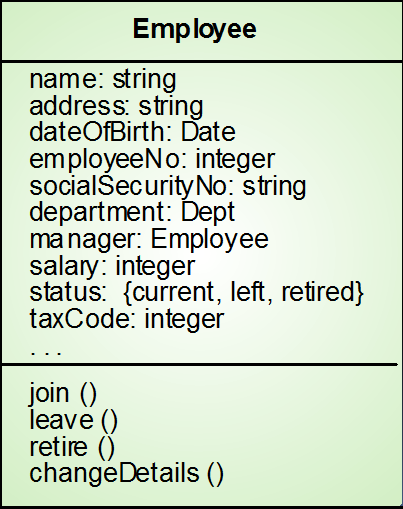 Employee
name: string
address: string
dateOfBirth: Date
employeeNo: integer
socialSecurityNo: string
department: Dept
manager: Employee
salary: integer
status: {current, left, retired}
taxCode: integer
. . .
join ()
leave ()
retire ()
changeDetails ()